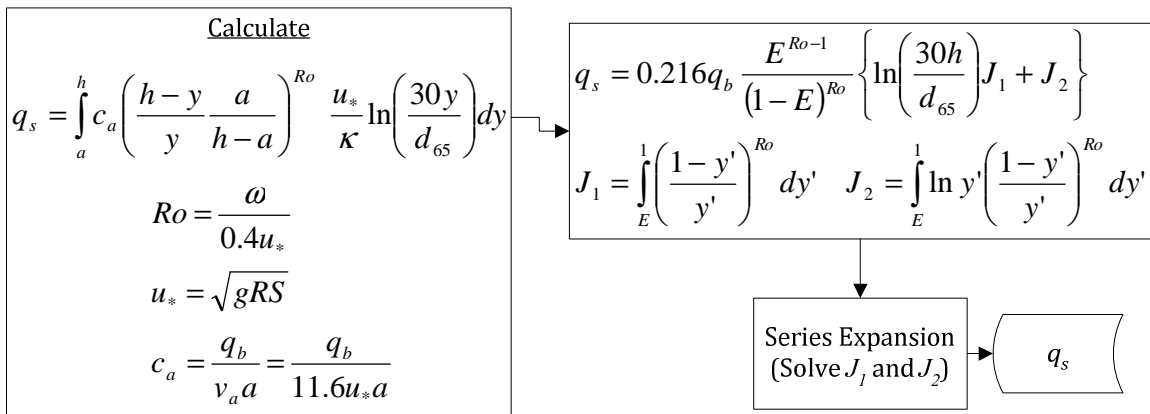 Calculate
q_s = ∫_a^h c_a ( (h − y)/y · a/(h − a) )^{Ro} u_*/κ ln( 30y/d_65 ) dy
Ro = ω/(0.4u_*)
u_* = √(gRS)
c_a = q_b/(v_a a) = q_b/(11.6u_* a)
q_s = 0.216q_b E^{Ro−1}/(1 − E)^{Ro} { ln( 30h/d_65 ) J_1 + J_2 }
J_1 = ∫_E^1 ( (1 − y')/y' )^{Ro} dy' J_2 = ∫_E^1 ln y' ( (1 − y')/y' )^{Ro} dy'
Series Expansion
(Solve J_1 and J_2)
q_s